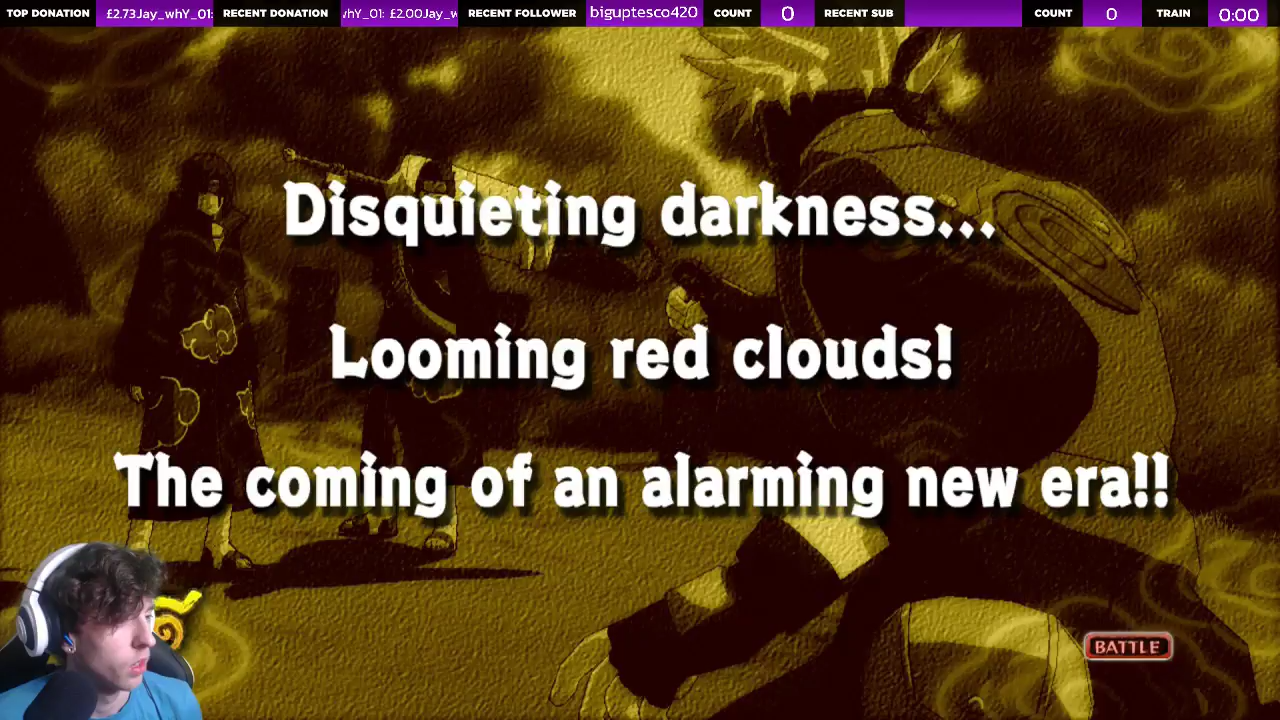 TOP DONATION £2.73Jay_whY_01: RECENT DONATION £2.00Jay_w RECENT FOLLOWER biguptesco420 COUNT 0 RECENT SUB COUNT 0 TRAIN 0:00
Disquieting darkness...
Looming red clouds!
The coming of an alarming new era!!
BATTLE